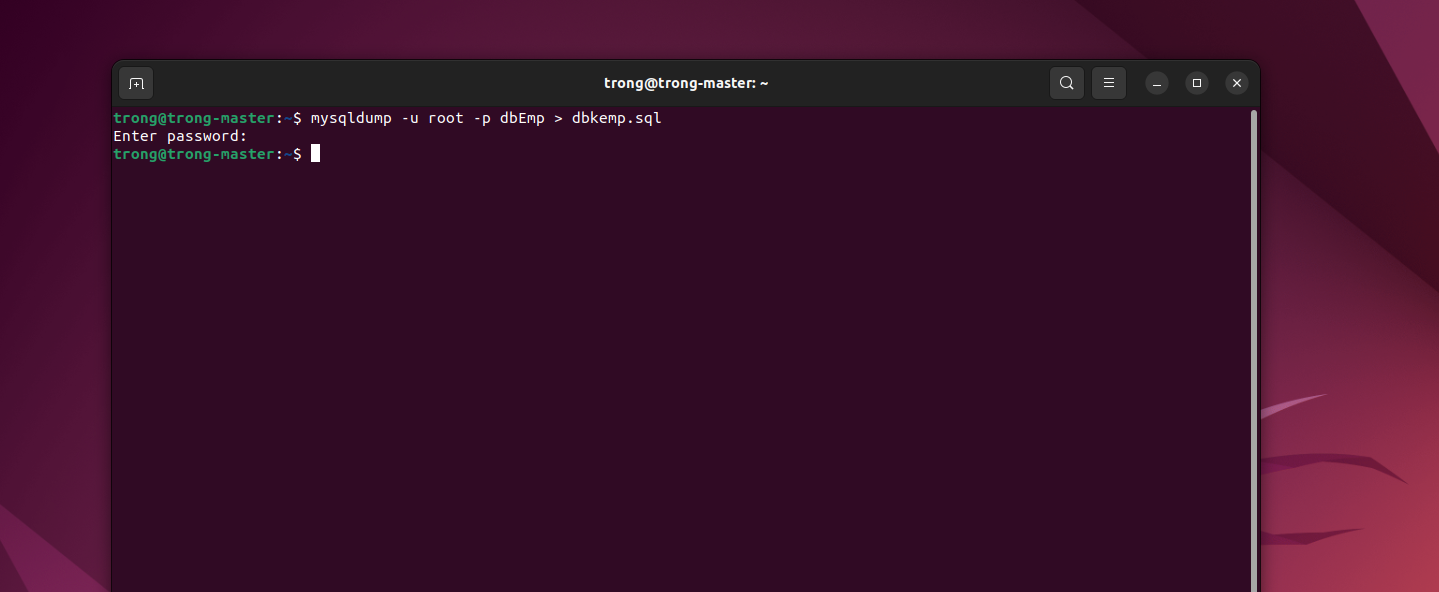 trong@trong-master: ~
trong@trong-master:~$ mysqldump -u root -p dbEmp > dbkemp.sql
Enter password:
trong@trong-master:~$